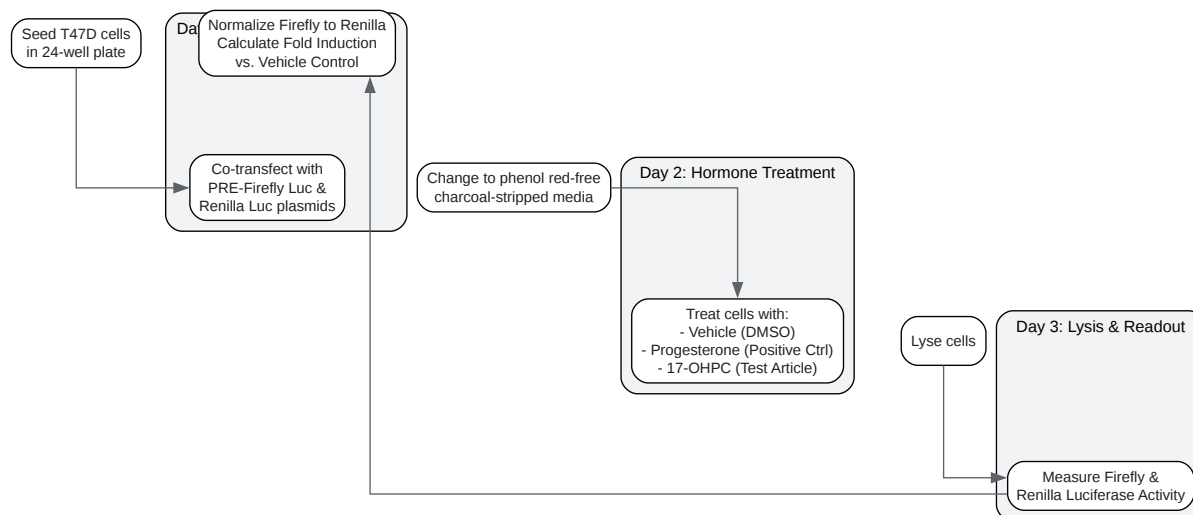 Seed T47D cells
in 24-well plate
Da
Normalize Firefly to Renilla
Calculate Fold Induction
vs. Vehicle Control
Co-transfect with
PRE-Firefly Luc &
Renilla Luc plasmids
Change to phenol red-free
charcoal-stripped media
Day 2: Hormone Treatment
Treat cells with:
- Vehicle (DMSO)
- Progesterone (Positive Ctrl)
- 17-OHPC (Test Article)
Lyse cells
Day 3: Lysis & Readout
Measure Firefly &
Renilla Luciferase Activity